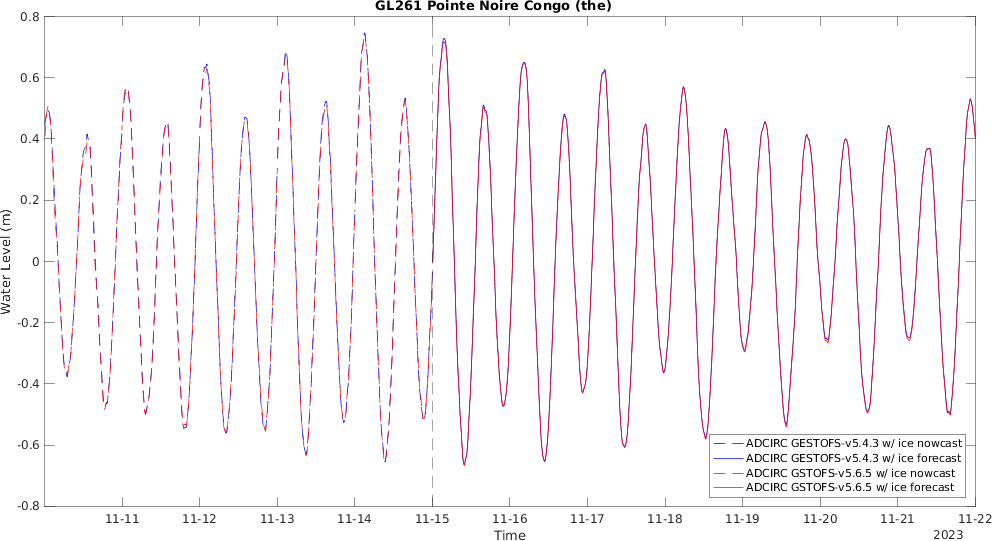 GL261 Pointe Noire Congo (the)
0.8
0.6
0.4
0.2
0
-0.2
-0.4
-0.6
-0.8
Water Level (m)
ADCIRC GESTOFS-v5.4.3 w/ ice nowcast
ADCIRC GESTOFS-v5.4.3 w/ ice forecast
ADCIRC GSTOFS-v5.6.5 w/ ice nowcast
ADCIRC GSTOFS-v5.6.5 w/ ice forecast
11-11 11-12 11-13 11-14 11-15 11-16 11-17 11-18 11-19 11-20 11-21 11-22
Time
2023